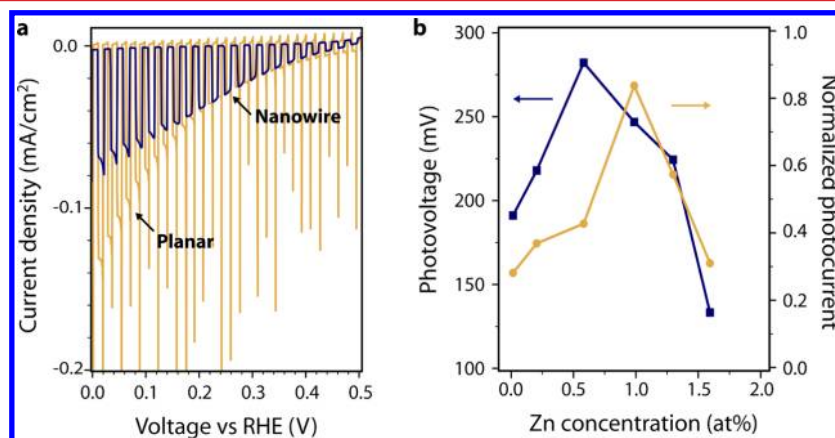 a
0.0
-0.1
-0.2
Current density (mA/cm²)
Nanowire
Planar
0.0 0.1 0.2 0.3 0.4 0.5
Voltage vs RHE (V)
b
300
250
200
150
100
Photovoltage (mV)
1.0
0.8
0.6
0.4
0.2
0.0
Normalized photocurrent
0.0 0.5 1.0 1.5 2.0
Zn concentration (at%)